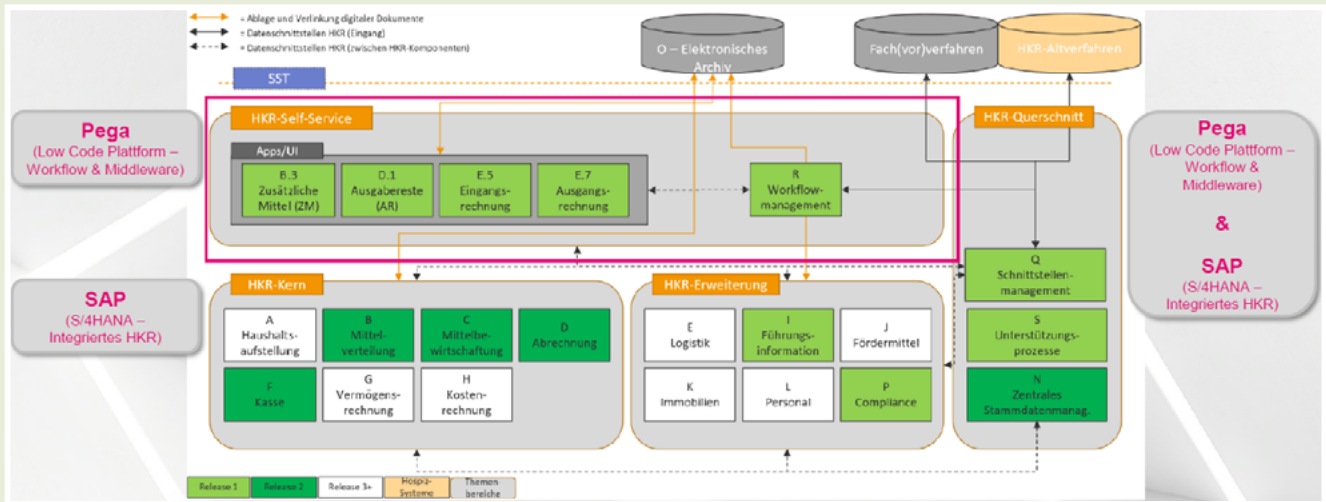 = Ablage und Verlinkung digitaler Dokumente
= Datenschnittstellen HKR (Eingang)
= Datenschnittstellen HKR (zwischen HKR-Komponenten)
O – Elektronisches
Archiv
Fach(vor)verfahren
HKR-Altverfahren
SST
Pega
(Low Code Plattform –
Workflow & Middleware)
HKR-Self-Service
Apps/UI
B.3
Zusätzliche
Mittel (ZM)
D.1
Ausgabereste
(AR)
E.5
Eingangs-
rechnung
E.7
Ausgangs-
rechnung
R
Workflow-
management
HKR-Querschnitt
Q
Schnittstellen-
management
S
Unterstützungs-
prozesse
N
Zentrales
Stammdatenmanag.
Pega
(Low Code Plattform –
Workflow &
Middleware)
&
SAP
(S/4HANA –
Integriertes HKR)
SAP
(S/4HANA –
Integriertes HKR)
HKR-Kern
A
Haushalts-
aufstellung
B
Mittel-
verteilung
C
Mittelbe-
wirtschaftung
D
Abrechnung
F
Kasse
G
Vermögens-
rechnung
H
Kosten-
rechnung
HKR-Erweiterung
E
Logistik
I
Führungs-
information
J
Fördermittel
K
Immobilien
L
Personal
P
Compliance
Release 1
Release 2
Release 3+
Hospiz-
Systeme
Themen
bereiche